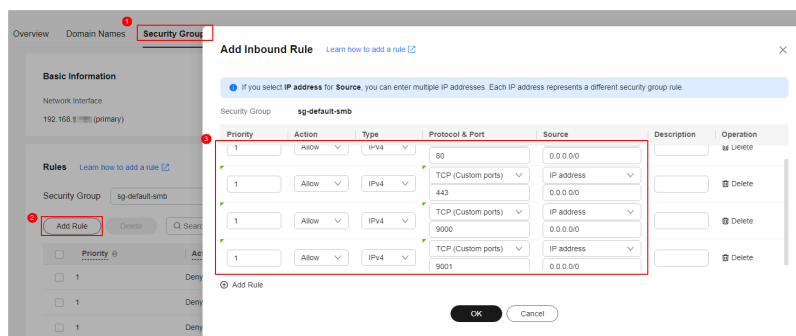 1
Overview Domain Names Security Group
Basic Information
Network Interface
192.168. (primary)
Rules Learn how to add a rule
Security Group sg-default-smb
2
Add Rule Delete Searc
Priority Act
1 Deny
1 Deny
1 Deny
Add Inbound Rule Learn how to add a rule
If you select IP address for Source, you can enter multiple IP addresses. Each IP address represents a different security group rule.
Security Group sg-default-smb
Priority Action Type Protocol & Port Source Description Operation
3
1 Allow IPv4 Delete
80 0.0.0.0/0
TCP (Custom ports) IP address
1 Allow IPv4 Delete
443 0.0.0.0/0
TCP (Custom ports) IP address
1 Allow IPv4 Delete
9000 0.0.0.0/0
TCP (Custom ports) IP address
1 Allow IPv4 Delete
9001 0.0.0.0/0
Add Rule
OK Cancel